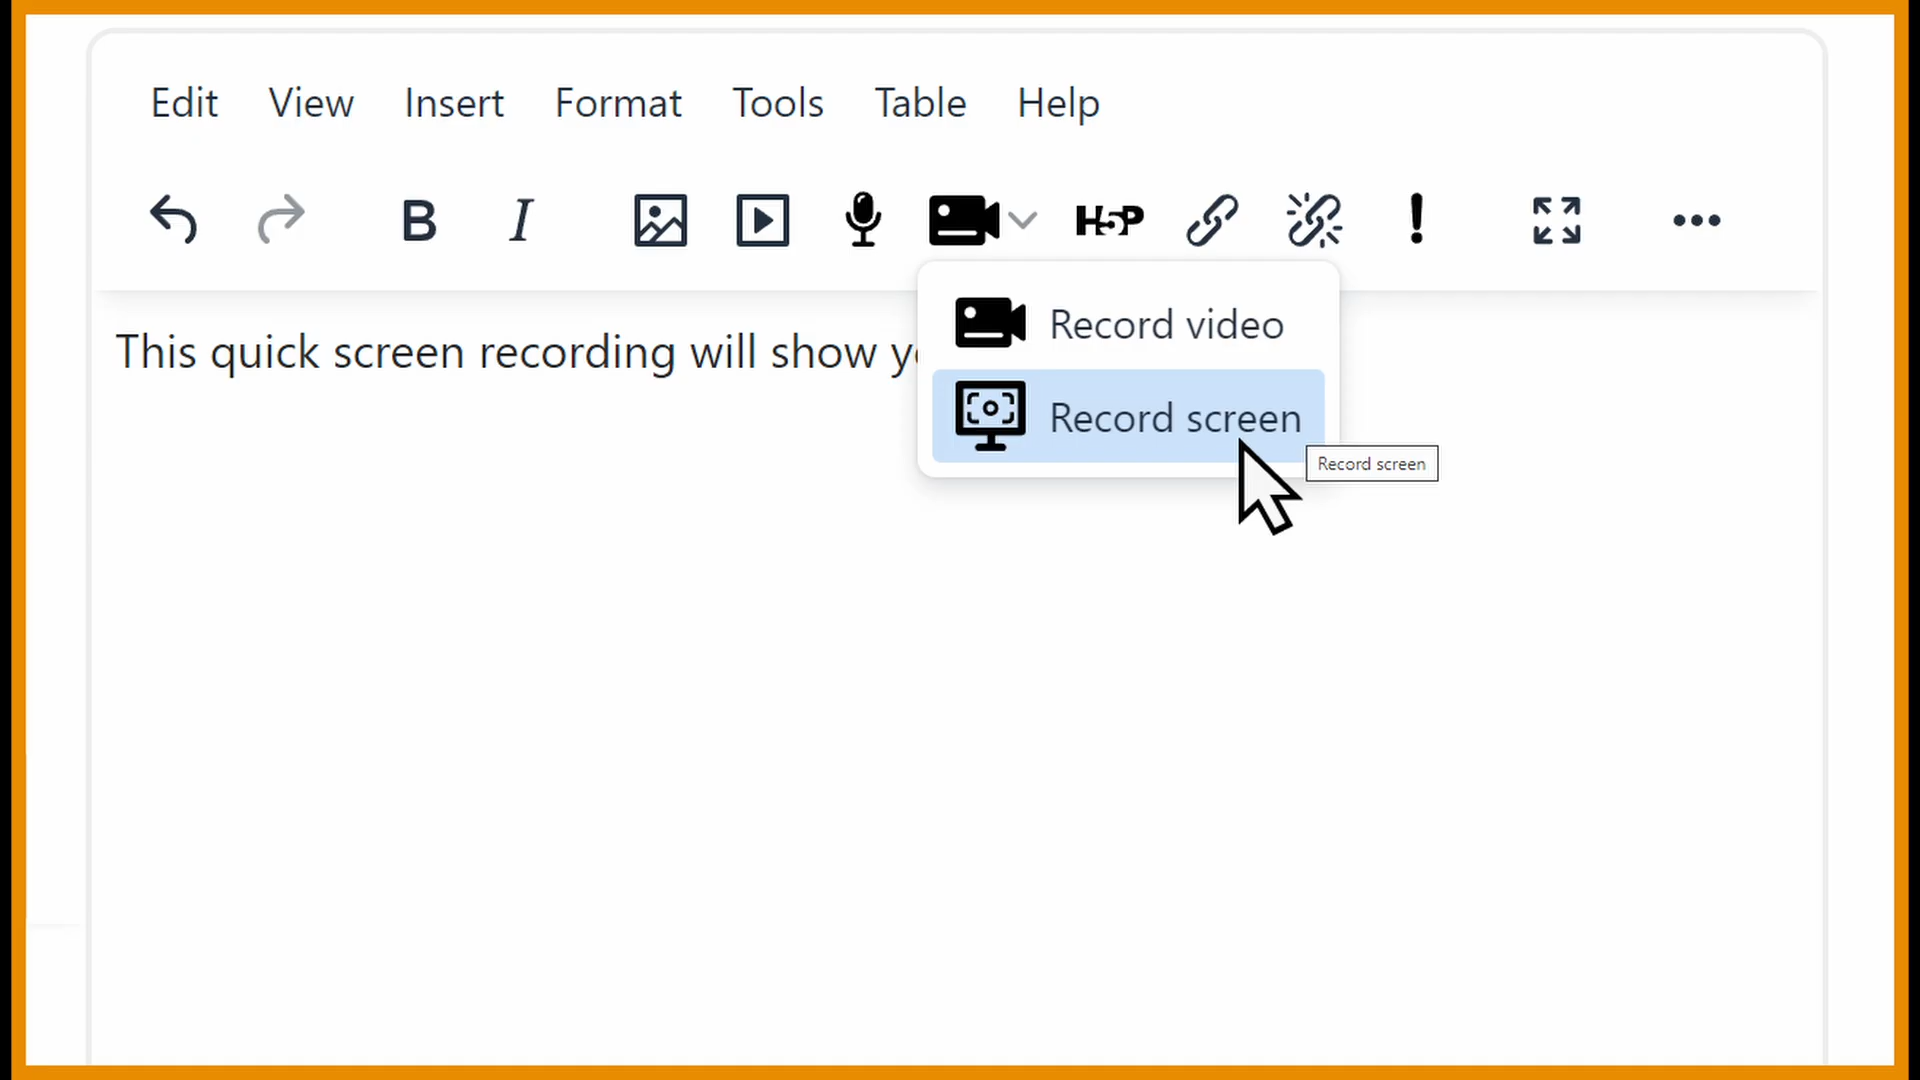 Edit View Insert Format Tools Table Help
B I H5P !
Record video
This quick screen recording will show y
Record screen
Record screen